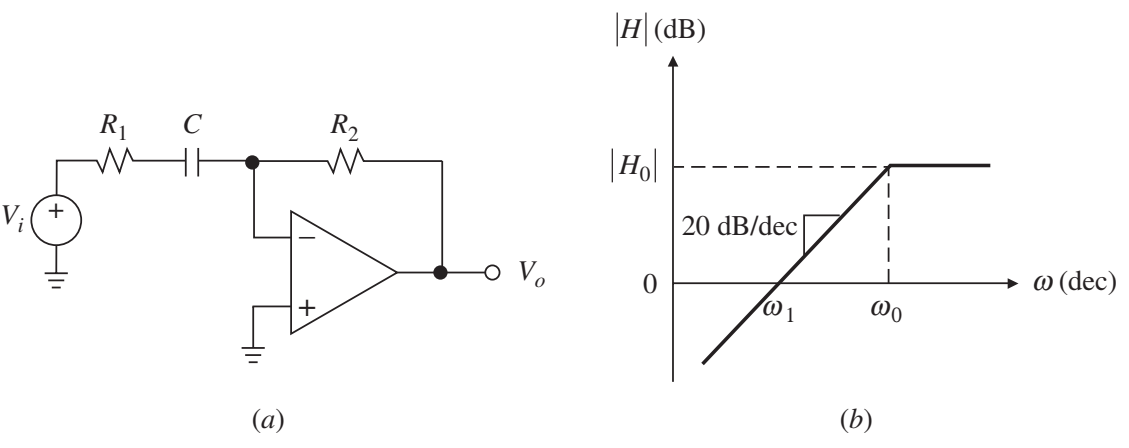 R1 C R2
Vi + − + Vo
(a)
|H| (dB)
|H0|
20 dB/dec
0 ω (dec)
ω1 ω0
(b)